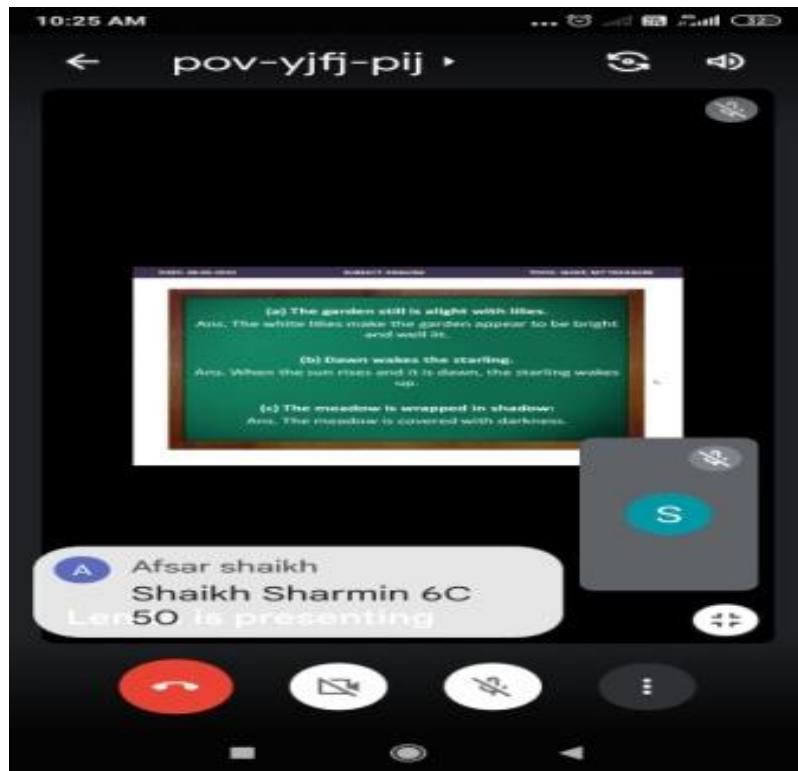 10:25 AM
32
pov-yjfj-pij
SUBJECT: ENGLISH
(a) The garden still is alight with lilies.
Ans. The white lilies make the garden appear to be bright
and well lit.
(b) Dawn wakes the starling.
Ans. When the sun rises and it is dawn, the starling wakes
up.
(c) The meadow is wrapped in shadow:
Ans. The meadow is covered with darkness.
S
A
Afsar shaikh
Shaikh Sharmin 6C
50
is presenting